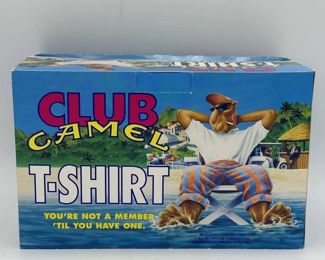 CLUB
CAMEL
T-SHIRT
YOU'RE NOT A MEMBER
'TIL YOU HAVE ONE.